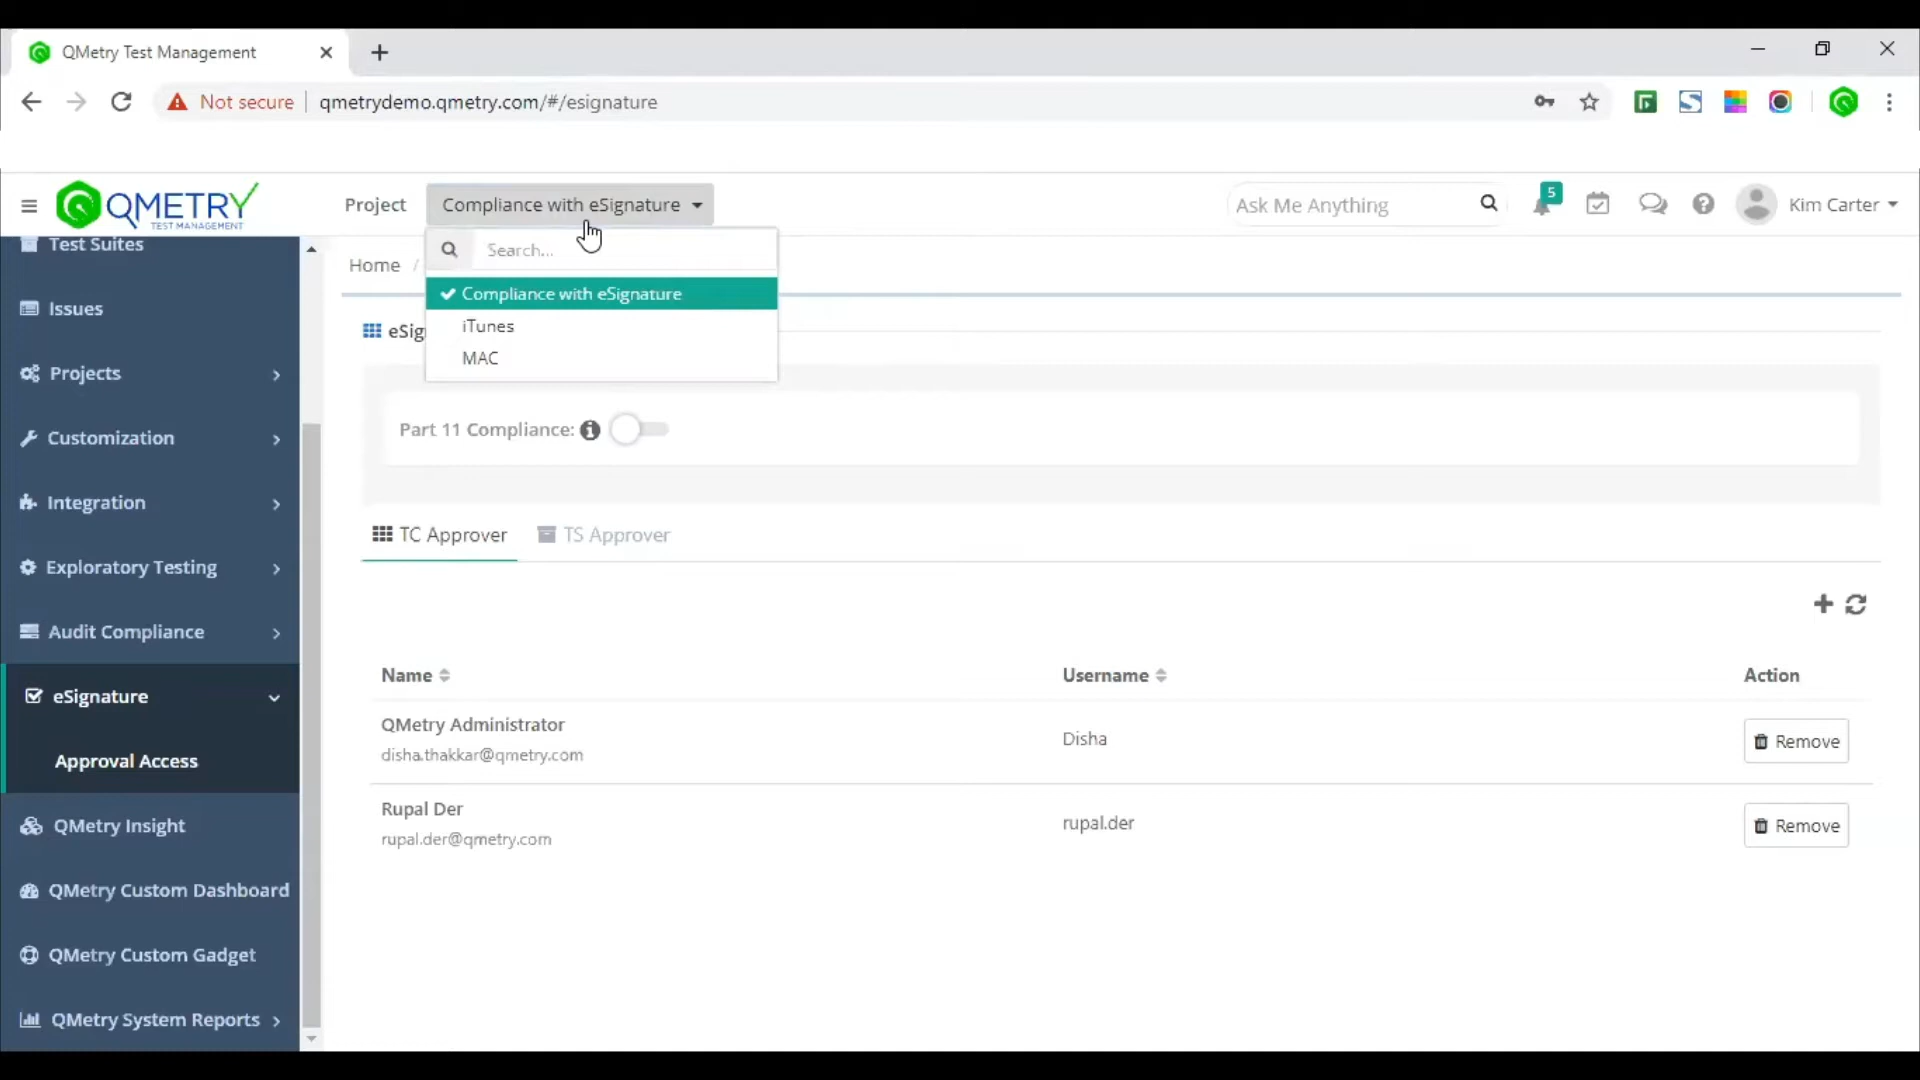 QMetry Test Management
Not secure
qmetrydemo.qmetry.com/#/esignature
QMETRY
TEST MANAGEMENT
Project
Compliance with eSignature
Ask Me Anything
5
Kim Carter
Search...
Compliance with eSignature
iTunes
MAC
Test Suites
Issues
Projects
Customization
Integration
Exploratory Testing
Audit Compliance
eSignature
Approval Access
QMetry Insight
QMetry Custom Dashboard
QMetry Custom Gadget
QMetry System Reports
Home /
eSig
Part 11 Compliance:
TC Approver
TS Approver
Name
Username
Action
QMetry Administrator
disha.thakkar@qmetry.com
Disha
Remove
Rupal Der
rupal.der@qmetry.com
rupal.der
Remove